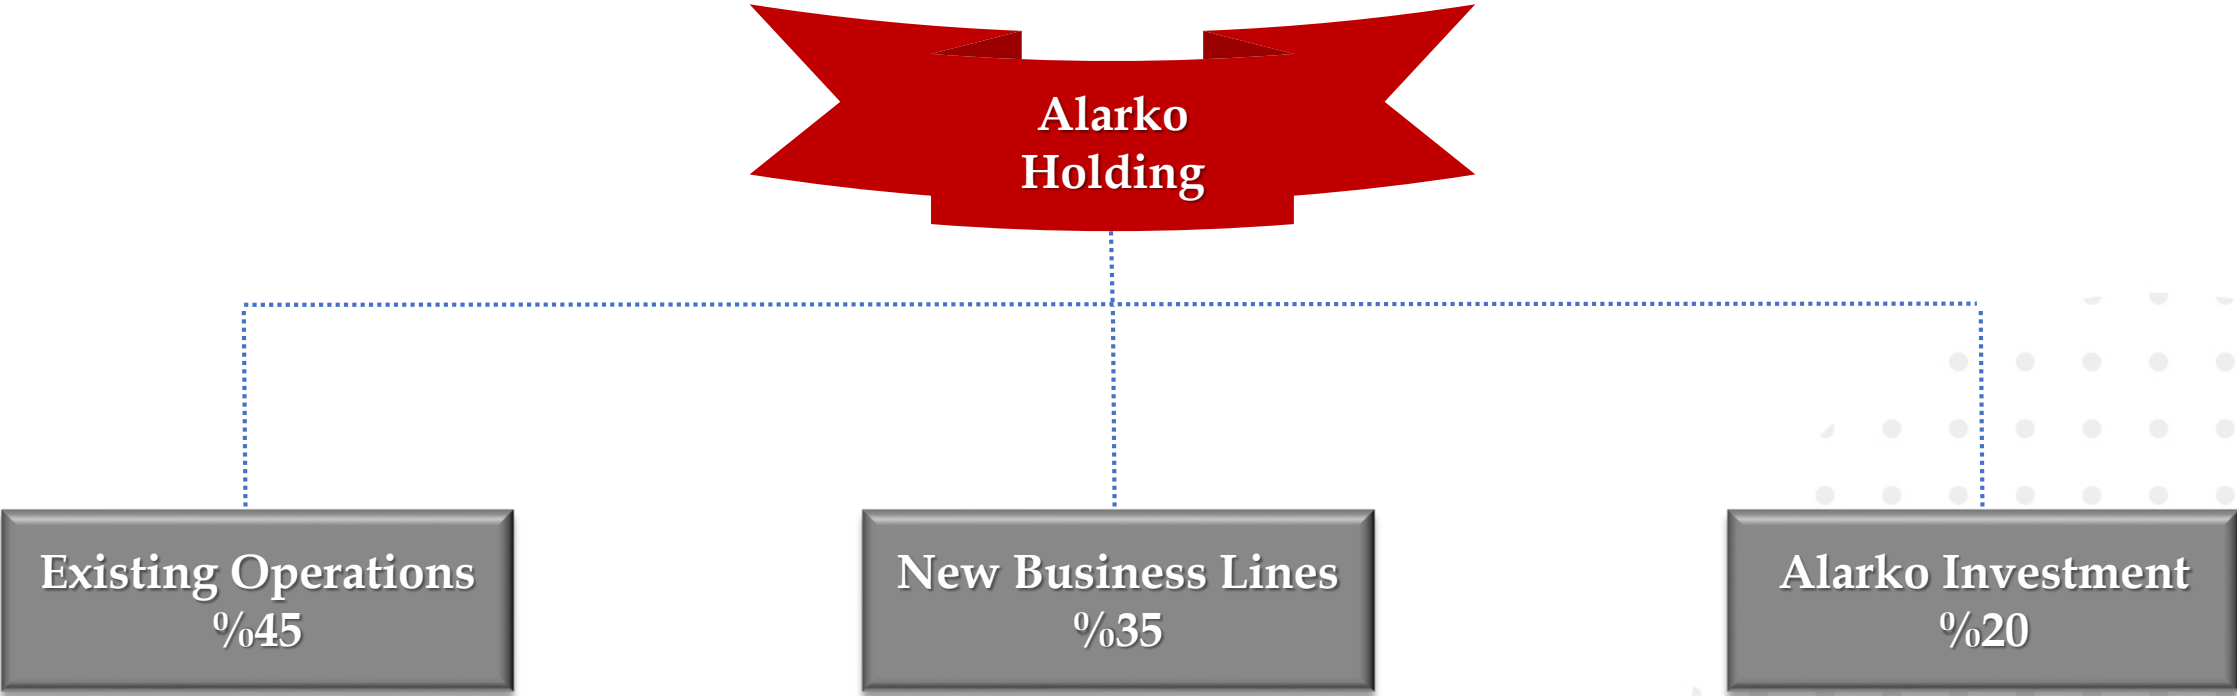 Alarko
Holding
Existing Operations
%45
New Business Lines
%35
Alarko Investment
%20